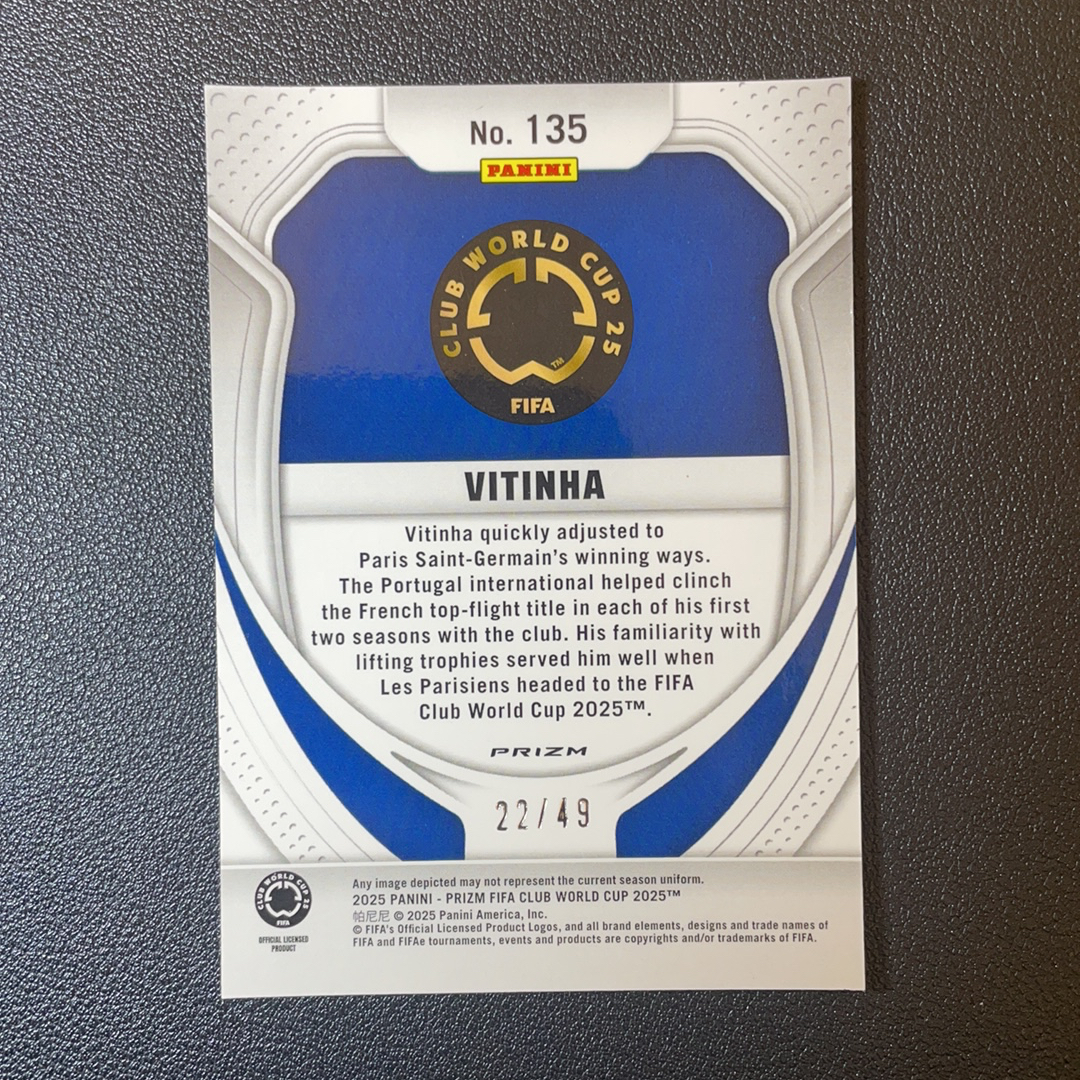 No. 135
PANINI
CLUB WORLD CUP 25
TM
FIFA
VITINHA
Vitinha quickly adjusted to
Paris Saint-Germain's winning ways.
The Portugal international helped clinch
the French top-flight title in each of his first
two seasons with the club. His familiarity with
lifting trophies served him well when
Les Parisiens headed to the FIFA
Club World Cup 2025™.
PRIZM
22/49
CLUB WORLD CUP 25
FIFA
OFFICIAL LICENSED
PRODUCT
Any image depicted may not represent the current season uniform.
2025 PANINI - PRIZM FIFA CLUB WORLD CUP 2025™
帕尼尼 © 2025 Panini America, Inc.
© FIFA's Official Licensed Product Logos, and all brand elements, designs and trade names of
FIFA and FIFAe tournaments, events and products are copyrights and/or trademarks of FIFA.